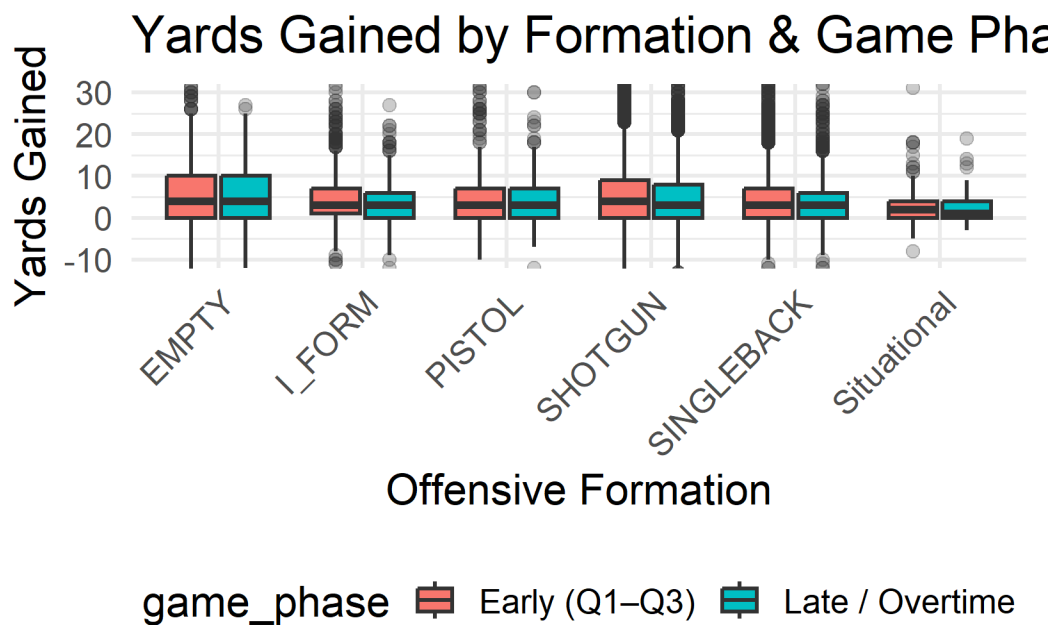 Yards Gained by Formation & Game Pha
Yards Gained
30
20
10
0
-10
EMPTY
I_FORM
PISTOL
SHOTGUN
SINGLEBACK
Situational
Offensive Formation
game_phase Early (Q1–Q3) Late / Overtime